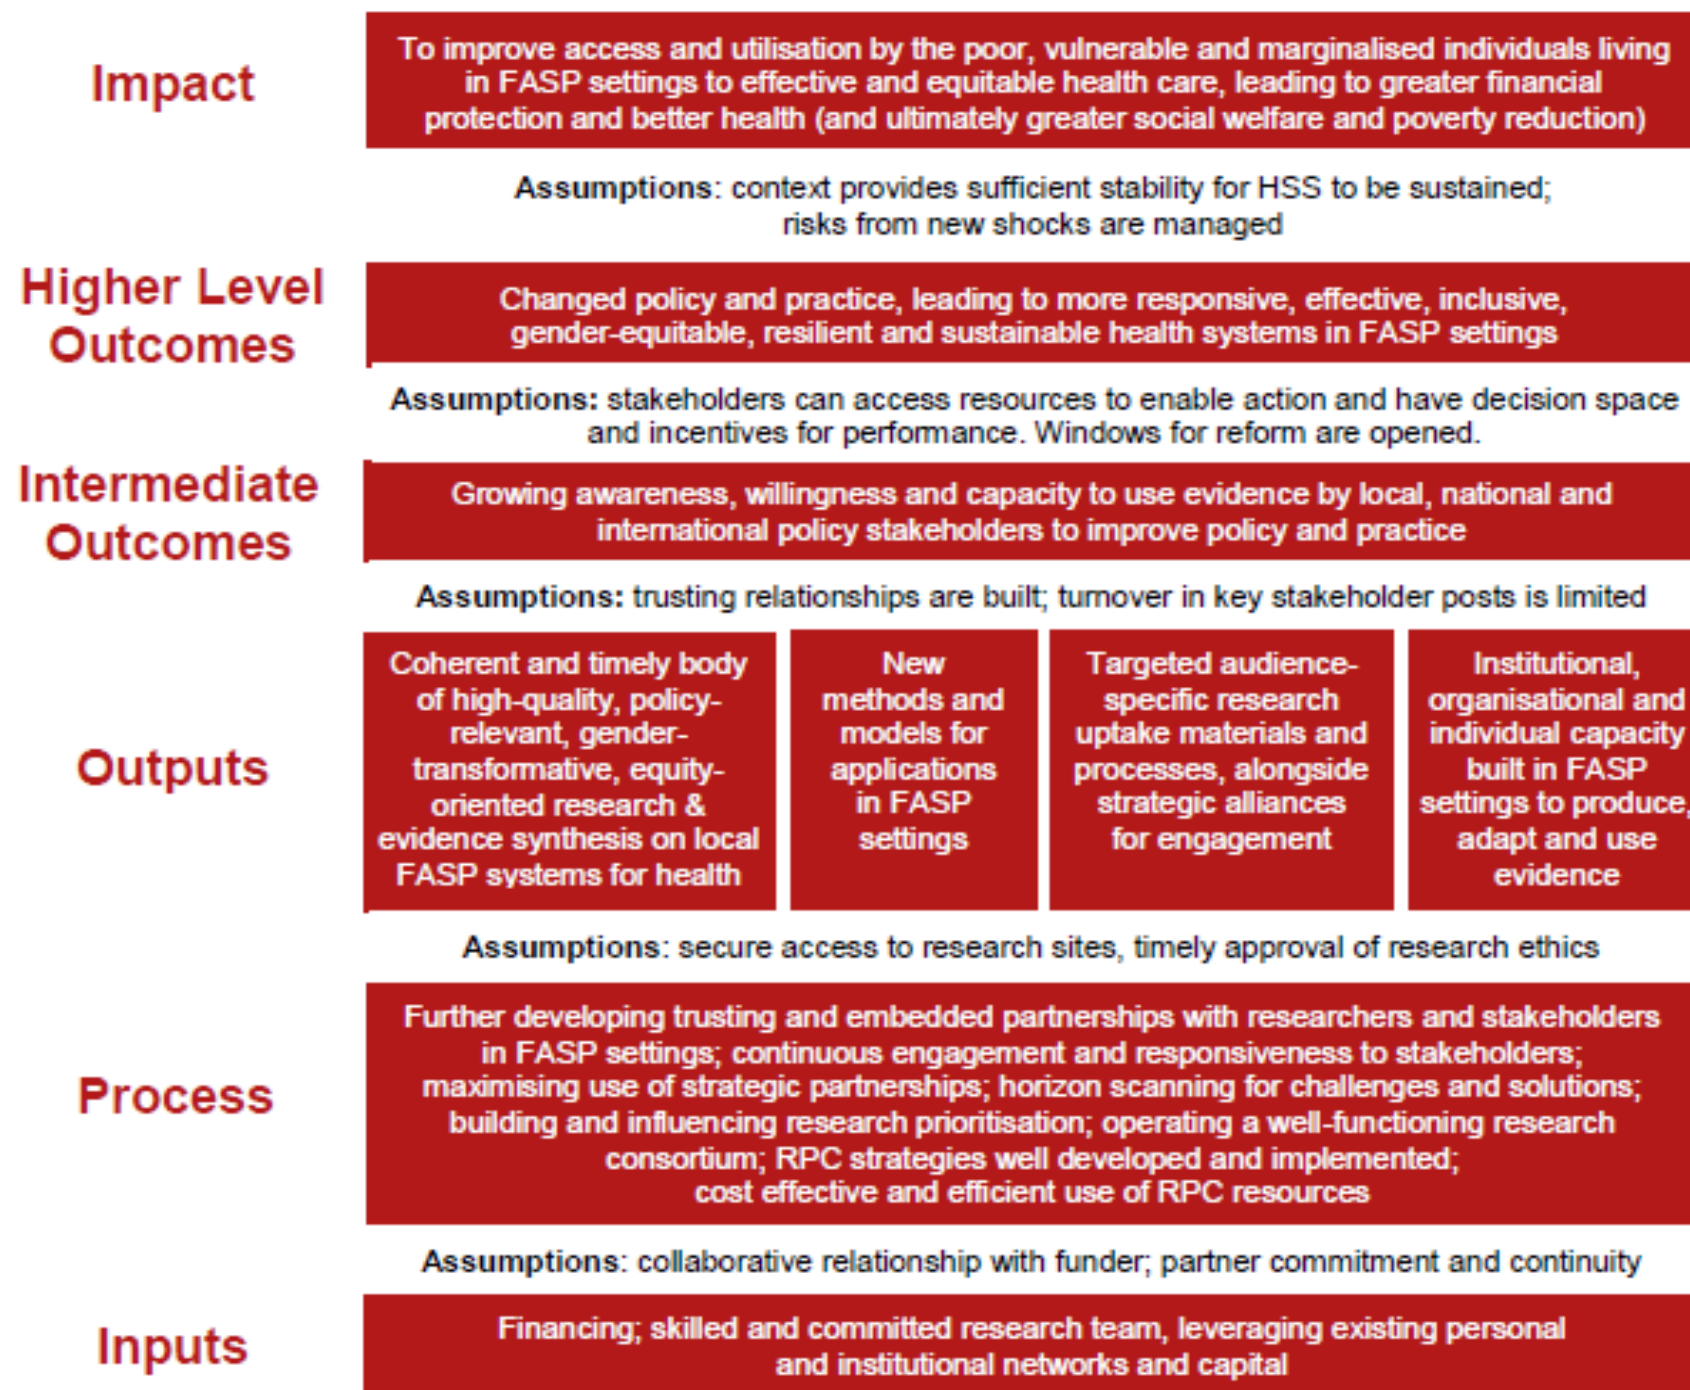 Impact
To improve access and utilisation by the poor, vulnerable and marginalised individuals living
in FASP settings to effective and equitable health care, leading to greater financial
protection and better health (and ultimately greater social welfare and poverty reduction)
Assumptions: context provides sufficient stability for HSS to be sustained;
risks from new shocks are managed
Higher Level
Outcomes
Changed policy and practice, leading to more responsive, effective, inclusive,
gender-equitable, resilient and sustainable health systems in FASP settings
Assumptions: stakeholders can access resources to enable action and have decision space
and incentives for performance. Windows for reform are opened.
Intermediate
Outcomes
Growing awareness, willingness and capacity to use evidence by local, national and
international policy stakeholders to improve policy and practice
Assumptions: trusting relationships are built; turnover in key stakeholder posts is limited
Outputs
Coherent and timely body
of high-quality, policy-
relevant, gender-
transformative, equity-
oriented research &
evidence synthesis on local
FASP systems for health
New
methods and
models for
applications
in FASP
settings
Targeted audience-
specific research
uptake materials and
processes, alongside
strategic alliances
for engagement
Institutional,
organisational and
individual capacity
built in FASP
settings to produce,
adapt and use
evidence
Assumptions: secure access to research sites, timely approval of research ethics
Process
Further developing trusting and embedded partnerships with researchers and stakeholders
in FASP settings; continuous engagement and responsiveness to stakeholders;
maximising use of strategic partnerships; horizon scanning for challenges and solutions;
building and influencing research prioritisation; operating a well-functioning research
consortium; RPC strategies well developed and implemented;
cost effective and efficient use of RPC resources
Assumptions: collaborative relationship with funder; partner commitment and continuity
Inputs
Financing; skilled and committed research team, leveraging existing personal
and institutional networks and capital